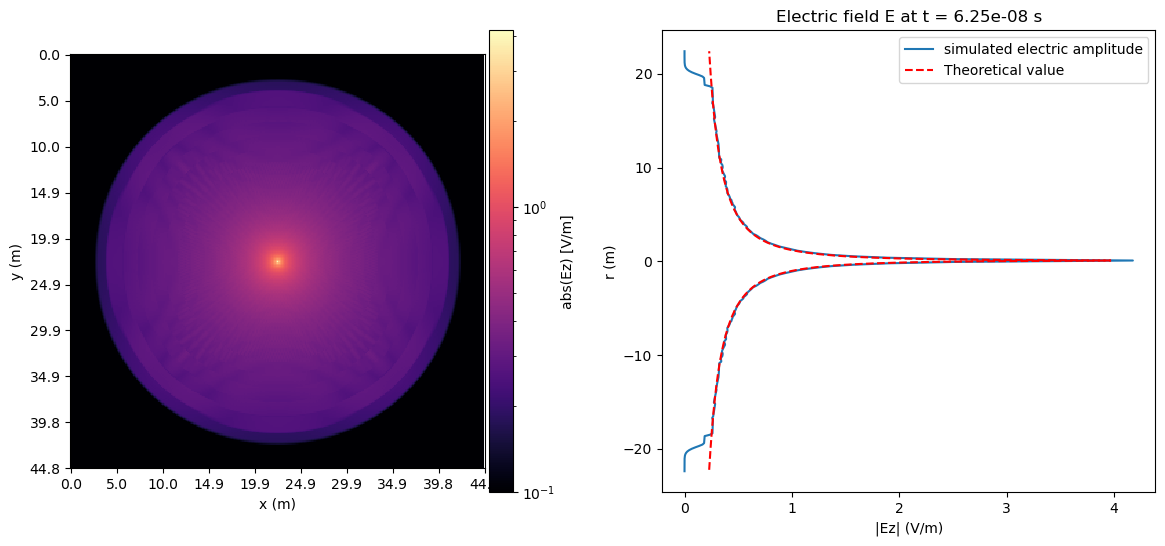 Electric field E at t = 6.25e-08 s
0.0
5.0
10.0
14.9
19.9
24.9
29.9
34.9
39.8
44.8
y (m)
0.0 5.0 10.0 14.9 19.9 24.9 29.9 34.9 39.8 44.
x (m)
10^0
10^-1
abs(Ez) [V/m]
simulated electric amplitude
Theoretical value
20
10
0
−10
−20
r (m)
0 1 2 3 4
|Ez| (V/m)